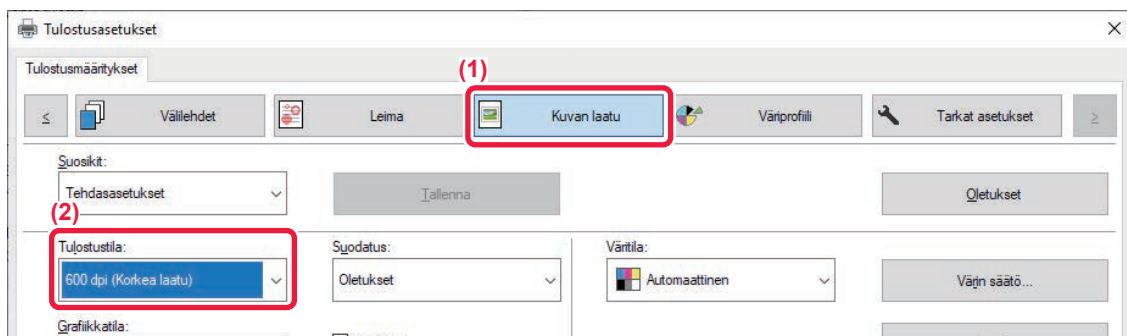 Tulostusasetukset
Tulostusmääritykset
(1)
≤ Välilehdet Leima Kuvan laatu Väriprofiili Tarkat asetukset ≥
Suosikit:
Tehdasasetukset Tallenna Oletukset
(2)
Tulostustila: Suodatus: Väritila:
600 dpi (Korkea laatu) Oletukset Automaattinen Värin säätö...
Grafiikkatila: